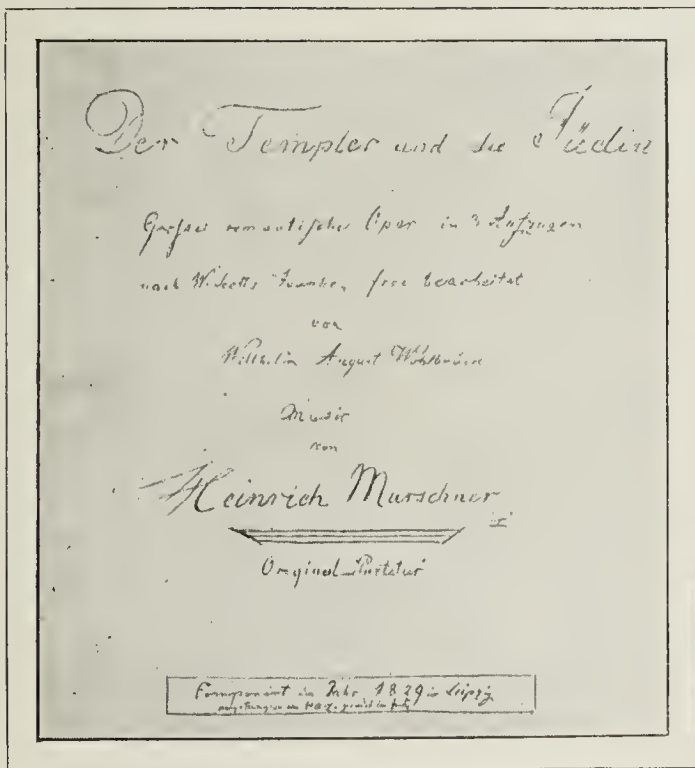 Der Templer und die Jüdin
Grosse romantische Oper in 3 Aufzügen
nach W. Scotts Ivanhoe, frei bearbeitet
von
Wilhelm August Wohlbrück
Music
von
Heinrich Marschner
Original-Partitur
Componirt im Jahr 1829 in Leipzig